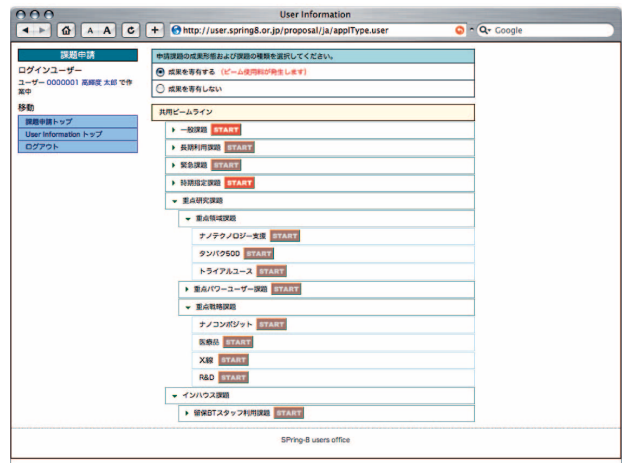 User Information
http://user.spring8.or.jp/proposal/ja/applType.user
Google
課題申請
ログインユーザー
ユーザー 0000001 高輝度 太郎 で作
業中
移動
課題申請トップ
User Information トップ
ログアウト
申請課題の成果形態および課題の種類を選択してください。
成果を専有する (ビーム使用料が発生します)
成果を専有しない
共用ビームライン
一般課題 START
長期利用課題 START
緊急課題 START
時期指定課題 START
重点研究課題
重点領域課題
ナノテクノロジー支援 START
タンパク500 START
トライアルユース START
重点パワーユーザー課題 START
重点戦略課題
ナノコンポジット START
医療品 START
X線 START
R&D START
インハウス課題
留保BTスタッフ利用課題 START
SPring-8 users office